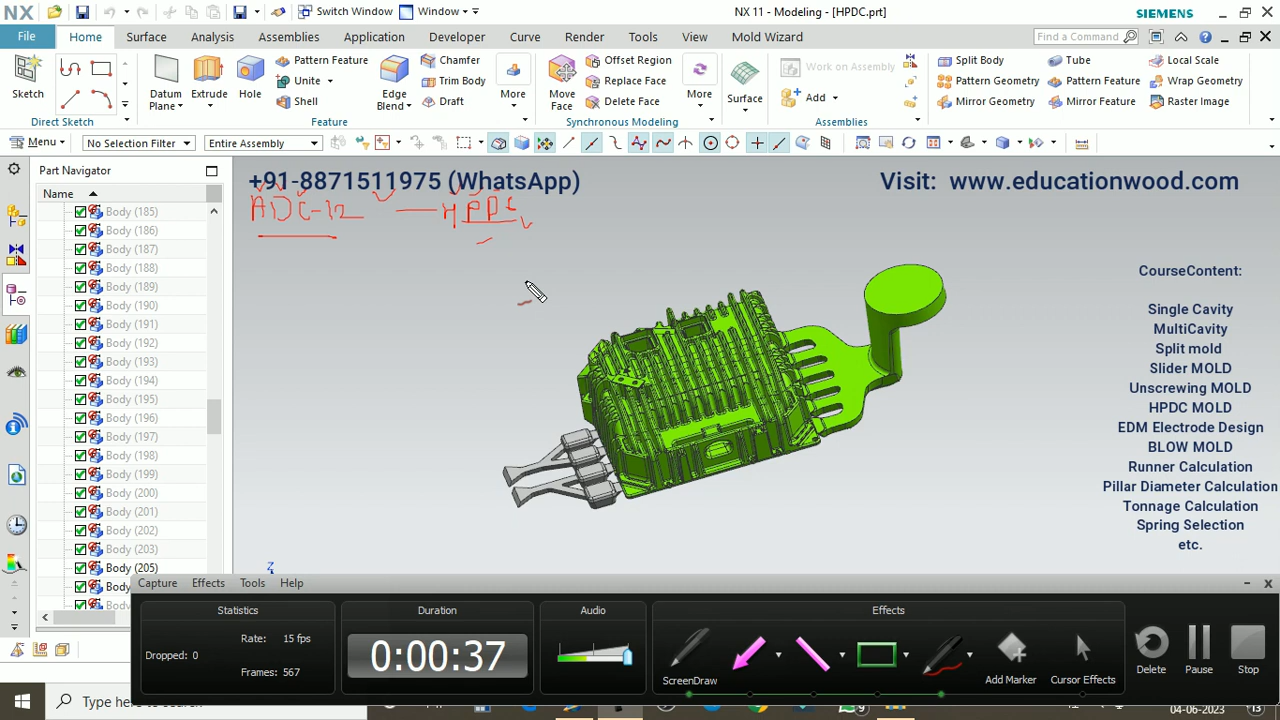 NX
Switch Window
Window
NX 11 - Modeling - [HPDC.prt]
SIEMENS
File Home Surface Analysis Assemblies Application Developer Curve Render Tools View Mold Wizard
Find a Command
Sketch
Direct Sketch
Datum Plane
Extrude
Hole
Pattern Feature
Unite
Shell
Edge Blend
Chamfer
Trim Body
Draft
More
Feature
Move Face
Offset Region
Replace Face
Delete Face
More
Synchronous Modeling
Surface
Work on Assembly
Add
Assemblies
Split Body
Pattern Geometry
Mirror Geometry
Tube
Pattern Feature
Mirror Feature
Local Scale
Wrap Geometry
Raster Image
Menu
No Selection Filter
Entire Assembly
Part Navigator
Name
Body (185)
Body (186)
Body (187)
Body (188)
Body (189)
Body (190)
Body (191)
Body (192)
Body (193)
Body (194)
Body (195)
Body (196)
Body (197)
Body (198)
Body (199)
Body (200)
Body (201)
Body (202)
Body (203)
Body (205)
Body
+91-8871511975 (WhatsApp)
Visit: www.educationwood.com
ADC-12
CourseContent:
Single Cavity
MultiCavity
Split mold
Slider MOLD
Unscrewing MOLD
HPDC MOLD
EDM Electrode Design
BLOW MOLD
Runner Calculation
Pillar Diameter Calculation
Tonnage Calculation
Spring Selection
etc.
Z
Capture Effects Tools Help
Statistics
Rate: 15 fps
Dropped: 0
Frames: 567
Duration
0:00:37
Audio
Effects
ScreenDraw
Add Marker
Cursor Effects
Delete
Pause
Stop
Type here to search
04-06-2023